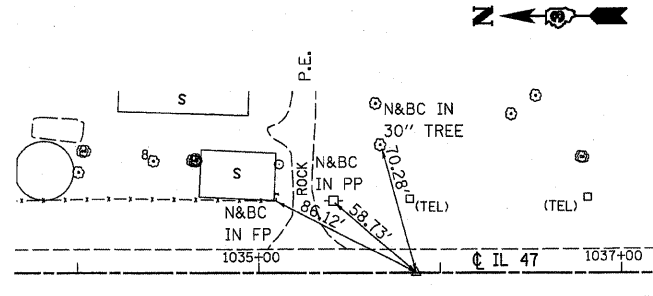 N
P.E.
S
N&BC IN
30" TREE
8
S
ROCK
N&BC
IN PP
70.28'
(TEL)
(TEL)
N&BC
IN FP
86.12'
58.73'
1035+00
℄ IL 47
1037+00